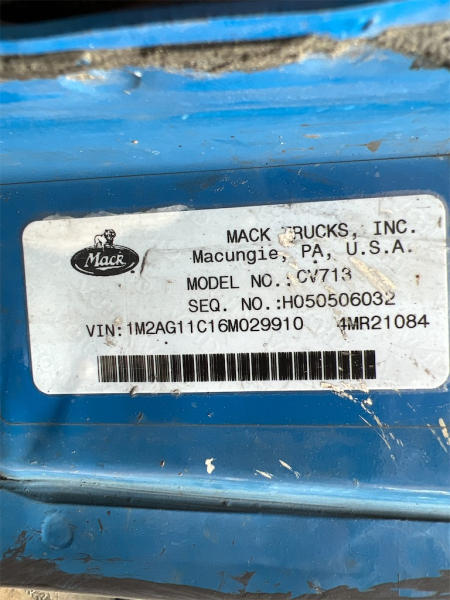 MACK TRUCKS, INC.
Mack
Macungie, PA, U.S.A.
MODEL NO.:CV713
SEQ. NO.:H050506032
VIN:1M2AG11C16M029910 4MR21084